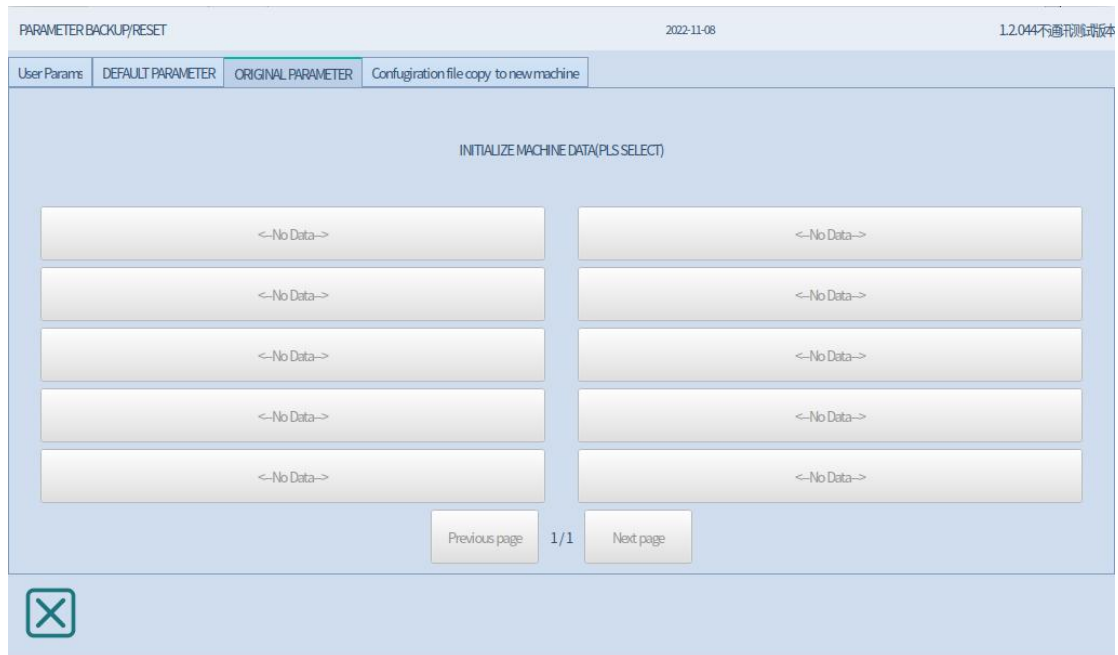 PARAMETER BACKUP/RESET 2022-11-08 1.2.044不通讯测试版本
User Params DEFAULT PARAMETER ORIGINAL PARAMETER Confugiration file copy to new machine
INITIALIZE MACHINE DATA(PLS SELECT)
<--No Data--> <--No Data-->
<--No Data--> <--No Data-->
<--No Data--> <--No Data-->
<--No Data--> <--No Data-->
<--No Data--> <--No Data-->
Previous page 1/1 Next page